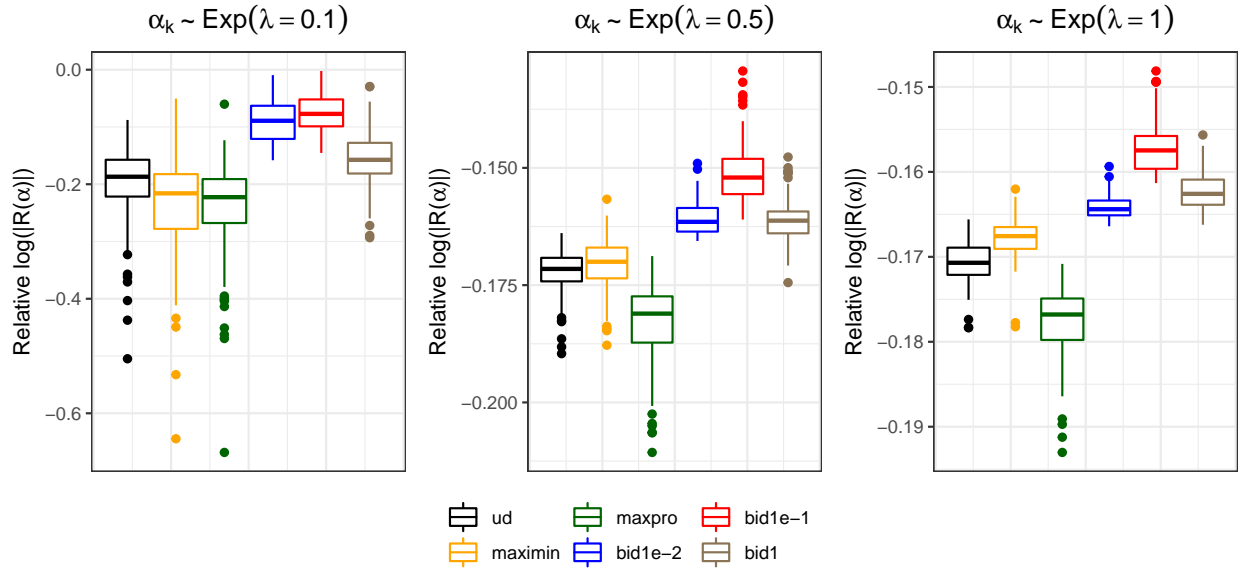 αk ~ Exp(λ = 0.1)
αk ~ Exp(λ = 0.5)
αk ~ Exp(λ = 1)
Relative log(|R(α)|)
0.0
−0.2
−0.4
−0.6
Relative log(|R(α)|)
−0.150
−0.175
−0.200
Relative log(|R(α)|)
−0.15
−0.16
−0.17
−0.18
−0.19
ud
maxpro
bid1e−1
maximin
bid1e−2
bid1